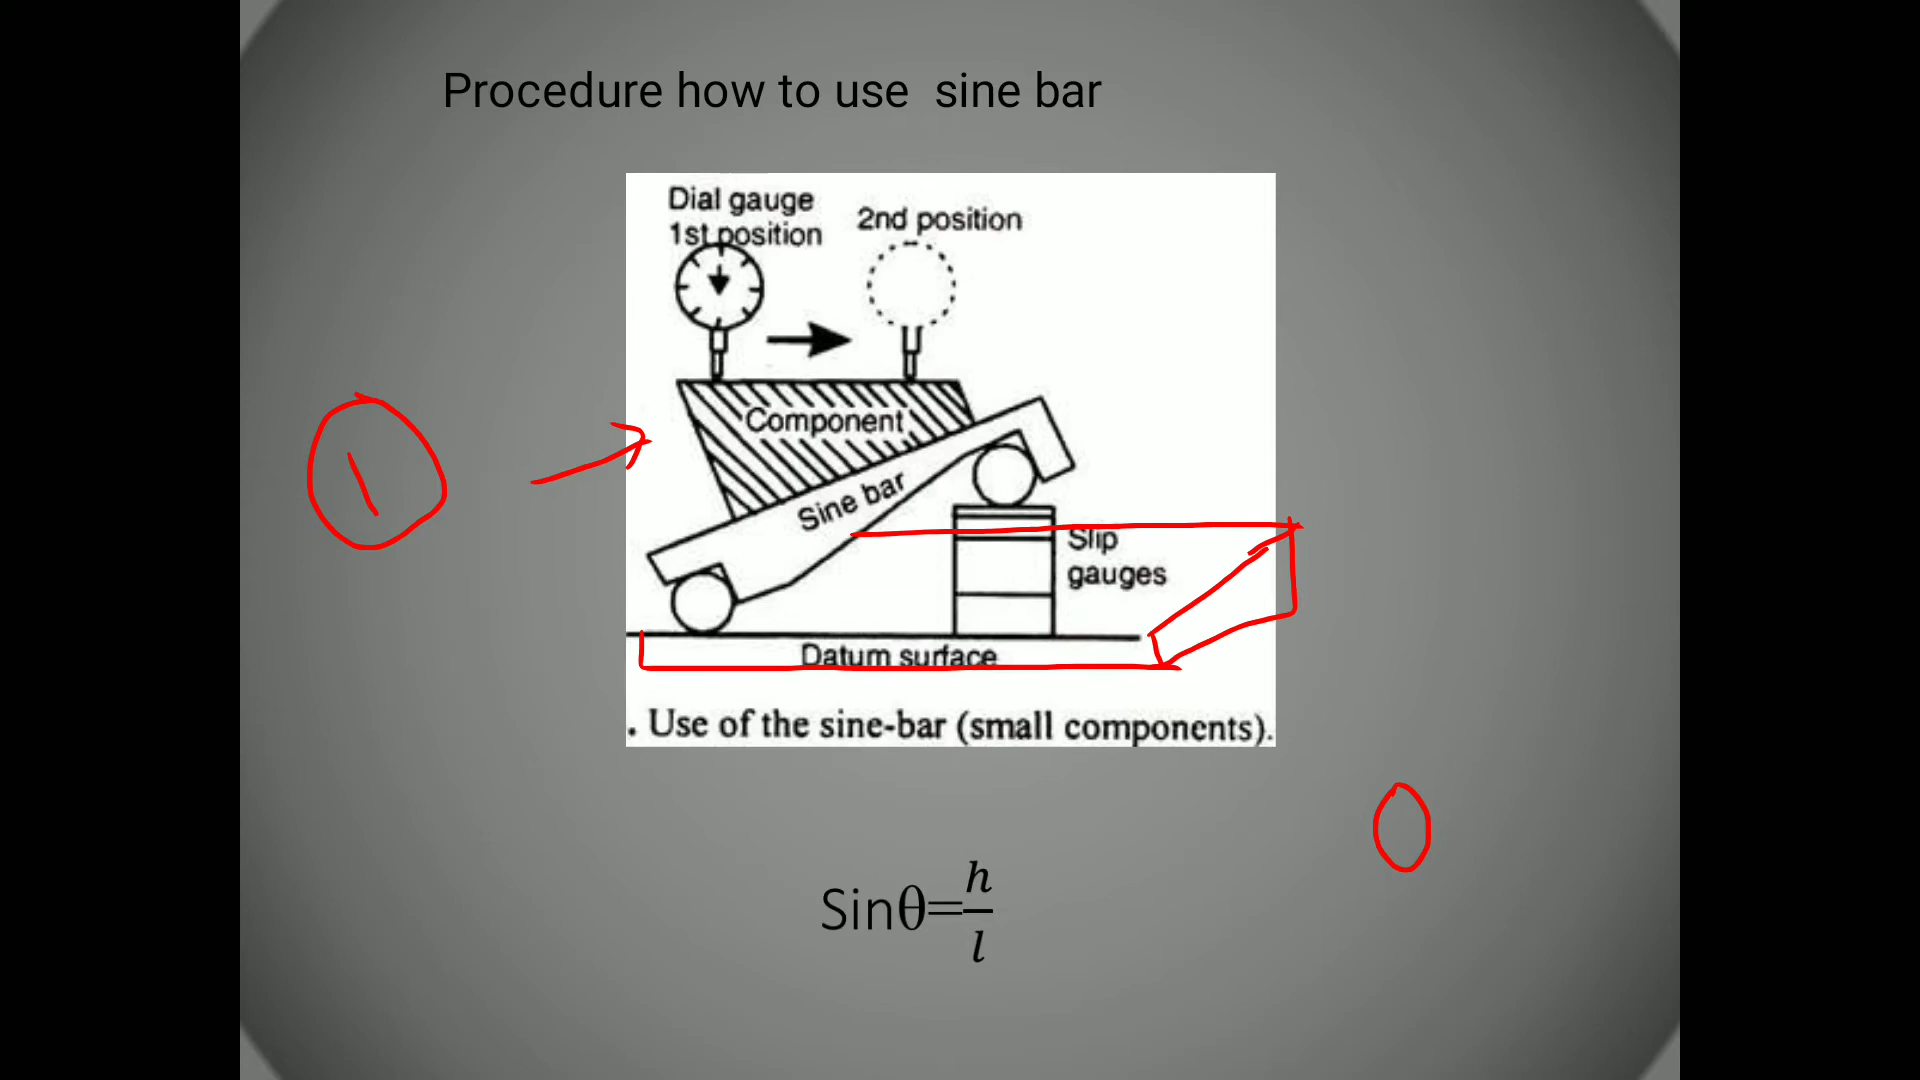 Procedure how to use sine bar
Dial gauge
1st position
2nd position
Component
Sine bar
Slip
gauges
Datum surface
. Use of the sine-bar (small components).
1
Sinθ=h/l